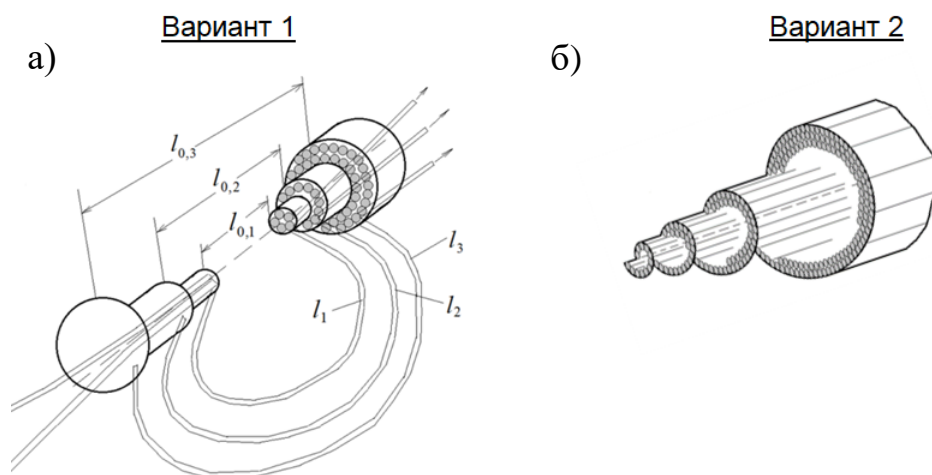 Вариант 1
Вариант 2
а)
б)
l0,3
l0,2
l0,1
l3
l1
l2